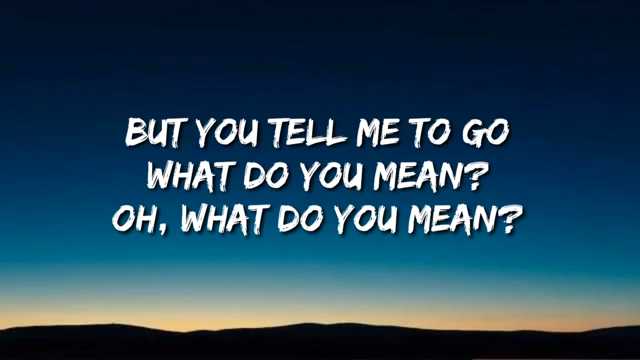 BUT YOU TELL ME TO GO
WHAT DO YOU MEAN?
OH, WHAT DO YOU MEAN?